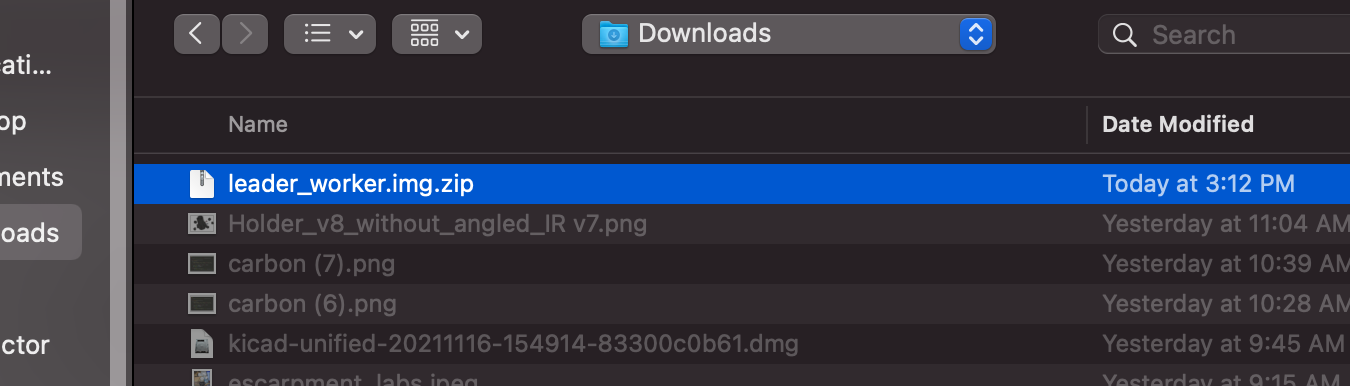 Downloads
Search
cati...
op
ments
oads
ctor
Name Date Modified
leader_worker.img.zip Today at 3:12 PM
Holder_v8_without_angled_IR v7.png Yesterday at 11:04 AM
carbon (7).png Yesterday at 10:39 AM
carbon (6).png Yesterday at 10:28 AM
kicad-unified-20211116-154914-83300c0b61.dmg Yesterday at 9:45 AM
escarpment_labs.jpeg Yesterday at 9:15 AM